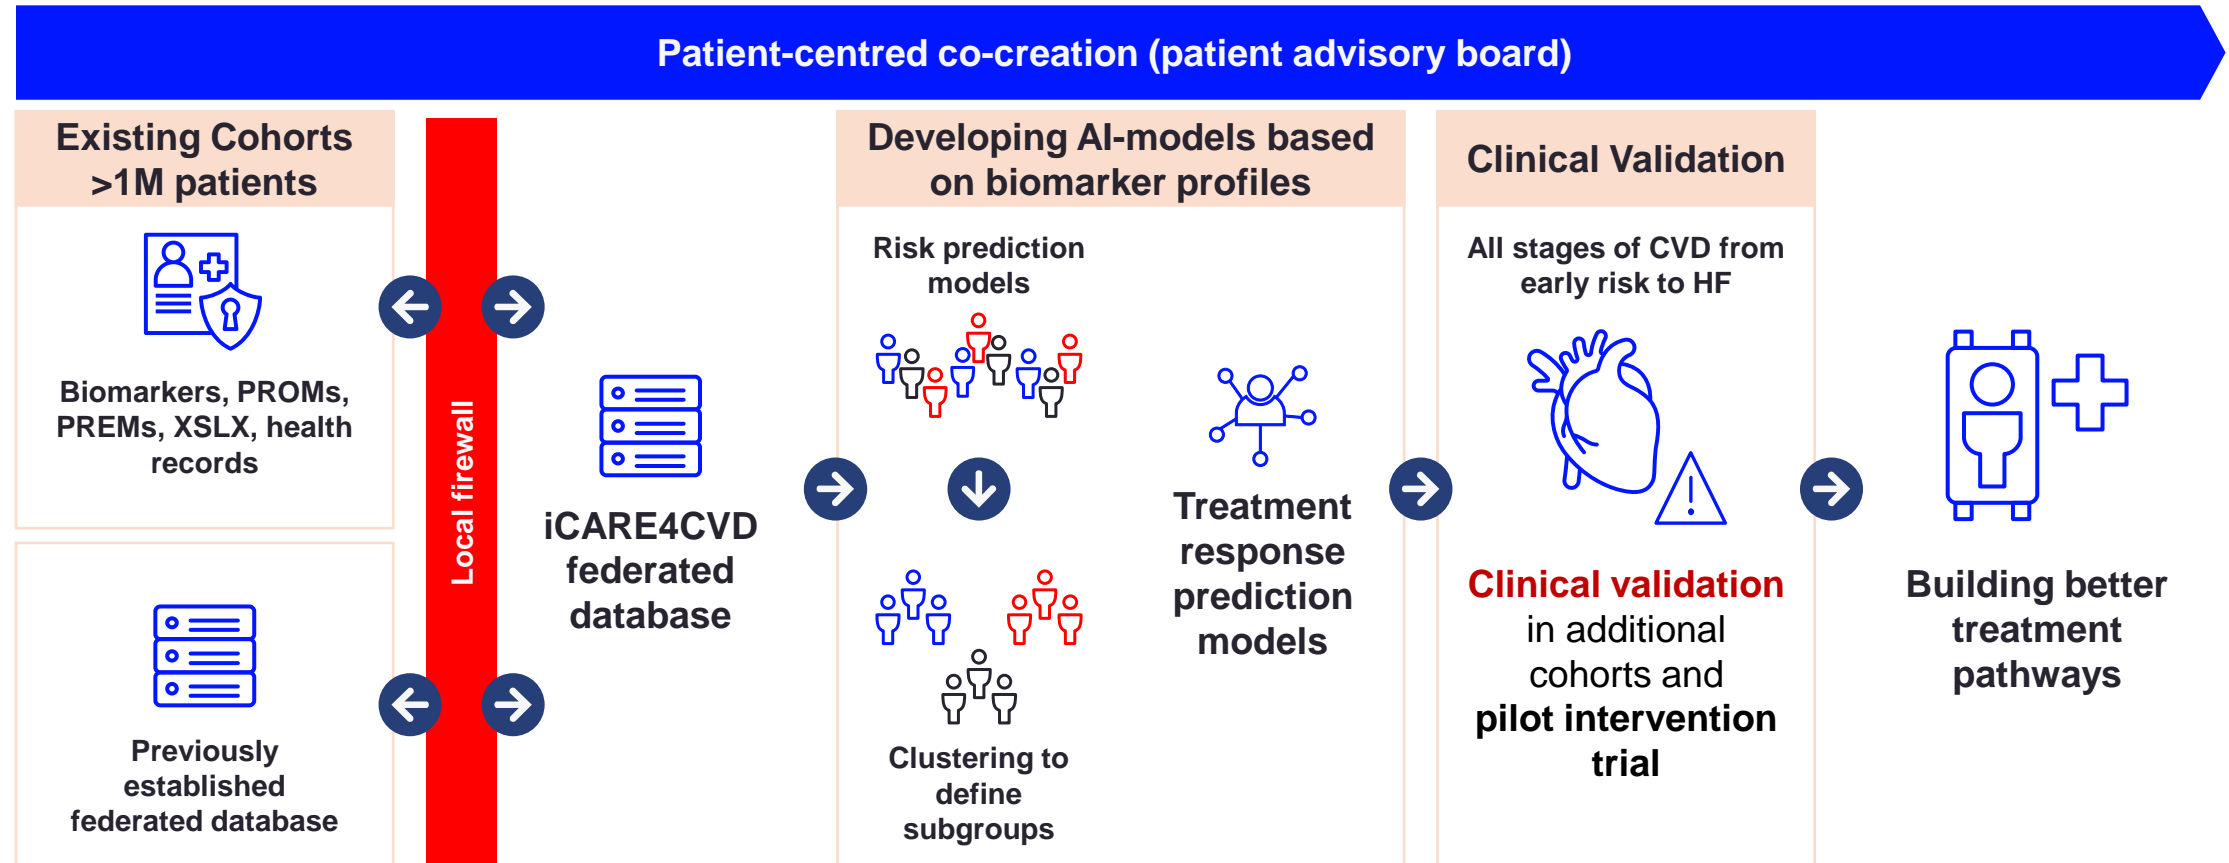 Patient-centred co-creation (patient advisory board)
Existing Cohorts
>1M patients
Biomarkers, PROMs,
PREMs, XSLX, health
records
Previously
established
federated database
Local firewall
iCARE4CVD
federated
database
Developing AI-models based
on biomarker profiles
Risk prediction
models
Clustering to
define
subgroups
Treatment
response
prediction
models
Clinical Validation
All stages of CVD from
early risk to HF
Clinical validation
in additional
cohorts and
pilot intervention
trial
Building better
treatment
pathways